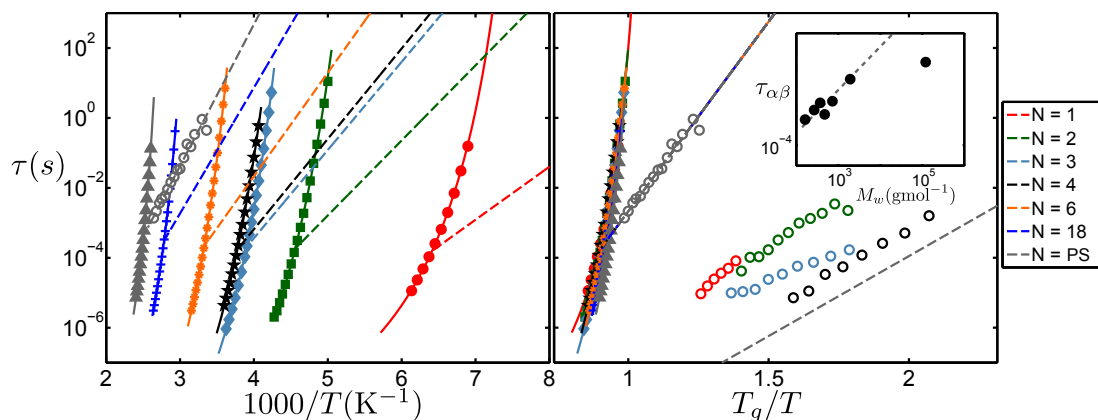 10²
10⁰
10⁻²
10⁻⁴
10⁻⁶
τ(s)
2 3 4 5 6 7 8
1000/T(K⁻¹)
1 1.5 2
T_g/T
τ_αβ
10⁻⁴
10³ 10⁵
M_w(gmol⁻¹)
N = 1
N = 2
N = 3
N = 4
N = 6
N = 18
N = PS